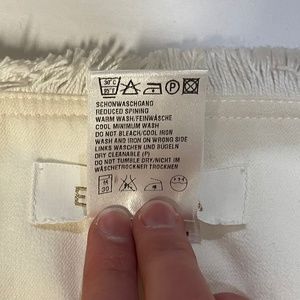 30°C
SCHONWASCHGANG
REDUCED SPINING
WARM WASH/FEINWÄSCHE
COOL MINIMUM WASH
DO NOT BLEACH/COOL IRON
WASH AND IRON ON WRONG SIDE
LINKS WASCHEN UND BÜGELN
DRY CLEANABLE (P)
DO NOT TUMBLE DRY/NICHT IM
WÄSCHETROCKNER TROCKNEN
E